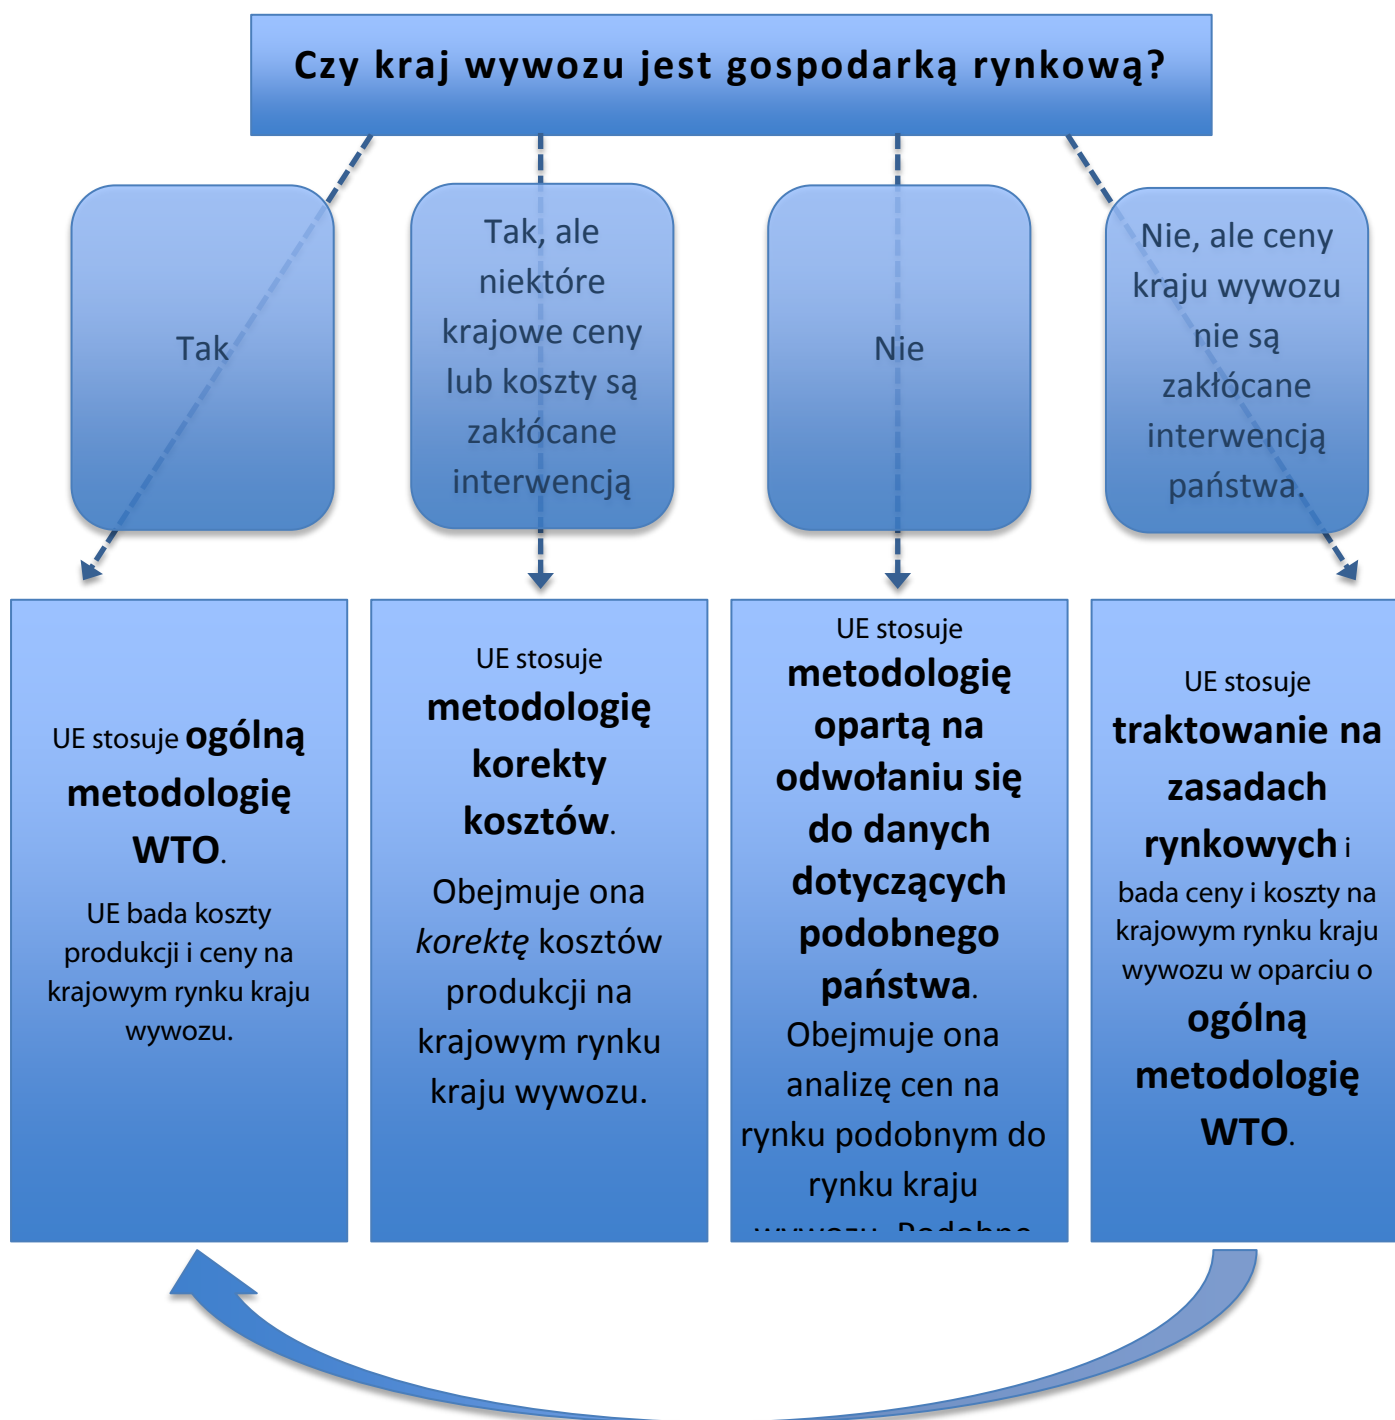 Czy kraj wywozu jest gospodarką rynkową?
Tak
Tak, ale
niektóre
krajowe ceny
lub koszty są
zakłócane
interwencją
Nie
Nie, ale ceny
kraju wywozu
nie są
zakłócane
interwencją
państwa.
UE stosuje ogólną
metodologię
WTO.
UE bada koszty
produkcji i ceny na
krajowym rynku kraju
wywozu.
UE stosuje
metodologię
korekty
kosztów.
Obejmuje ona
korektę kosztów
produkcji na
krajowym rynku
kraju wywozu.
UE stosuje
metodologię
opartą na
odwołaniu się
do danych
dotyczących
podobnego
państwa.
Obejmuje ona
analizę cen na
rynku podobnym do
rynku kraju
wywozu. Podobne
UE stosuje
traktowanie na
zasadach
rynkowych i
bada ceny i koszty na
krajowym rynku kraju
wywozu w oparciu o
ogólną
metodologię
WTO.